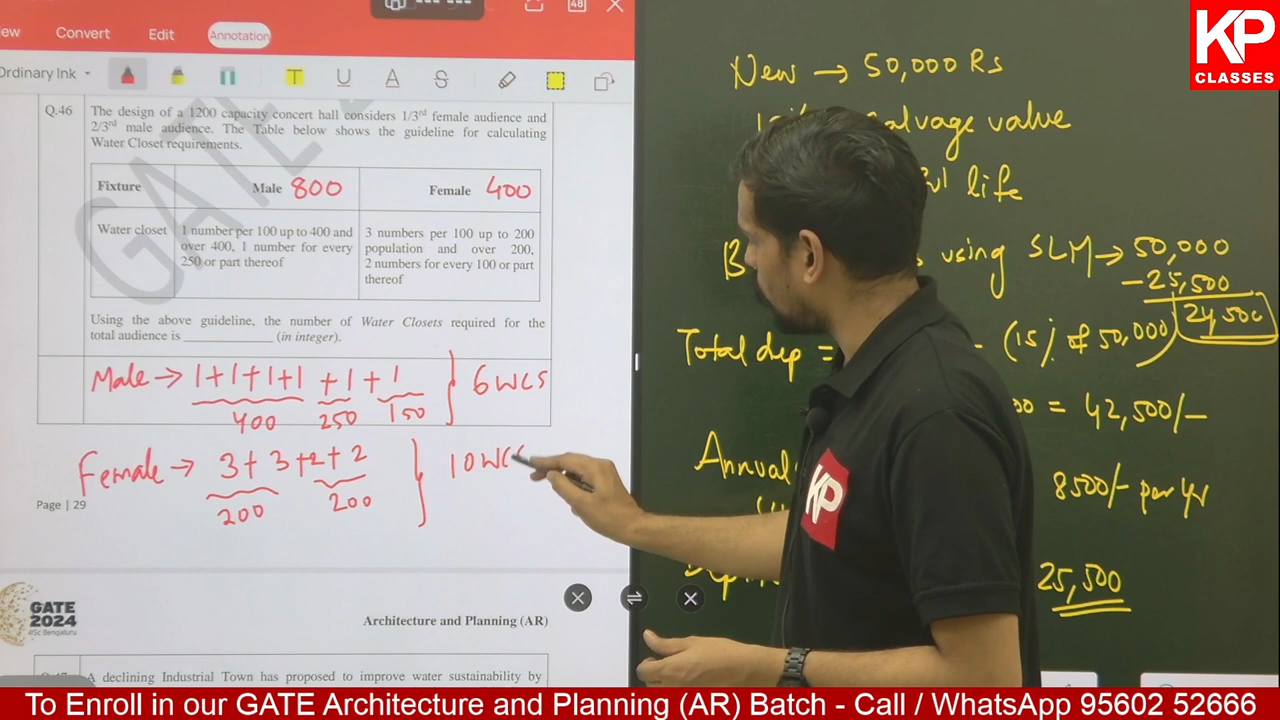 KP
CLASSES
Convert
Edit
Annotation
48
Ordinary Ink
T
U
A
S
Q.46
The design of a 1200 capacity concert hall considers 1/3rd female audience and
2/3rd male audience. The Table below shows the guideline for calculating
Water Closet requirements.
Fixture
Male 800
Female 400
Water closet
1 number per 100 up to 400 and
over 400, 1 number for every
250 or part thereof
3 numbers per 100 up to 200
population and over 200,
2 numbers for every 100 or part
thereof
Using the above guideline, the number of Water Closets required for the
total audience is ____________ (in integer).
Male → 1+1+1+1 +1 + 1 } 6 WCS
400 250 150
Female → 3+3+2+2 } 10 WC
200 200
Page | 29
GATE
2024
IISc Bengaluru
Architecture and Planning (AR)
A declining Industrial Town has proposed to improve water sustainability by
New → 50,000 Rs
salvage value
life
using SLM → 50,000
-25,500
24,500
Total dep = - (15% of 50,000)
= 42,500/-
Annual
8500/- per yr
25,500
KP
To Enroll in our GATE Architecture and Planning (AR) Batch - Call / WhatsApp 95602 52666